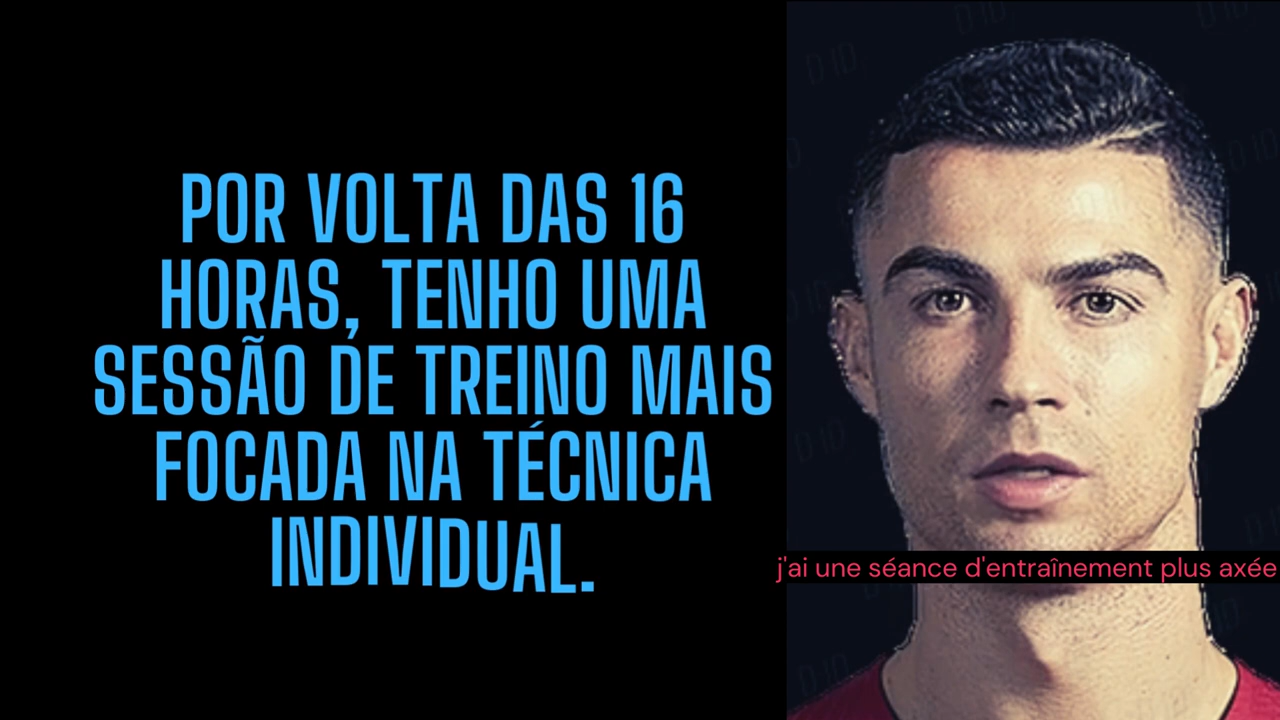 POR VOLTA DAS 16
HORAS, TENHO UMA
SESSÃO DE TREINO MAIS
FOCADA NA TÉCNICA
INDIVIDUAL.
j'ai une séance d'entraînement plus axée